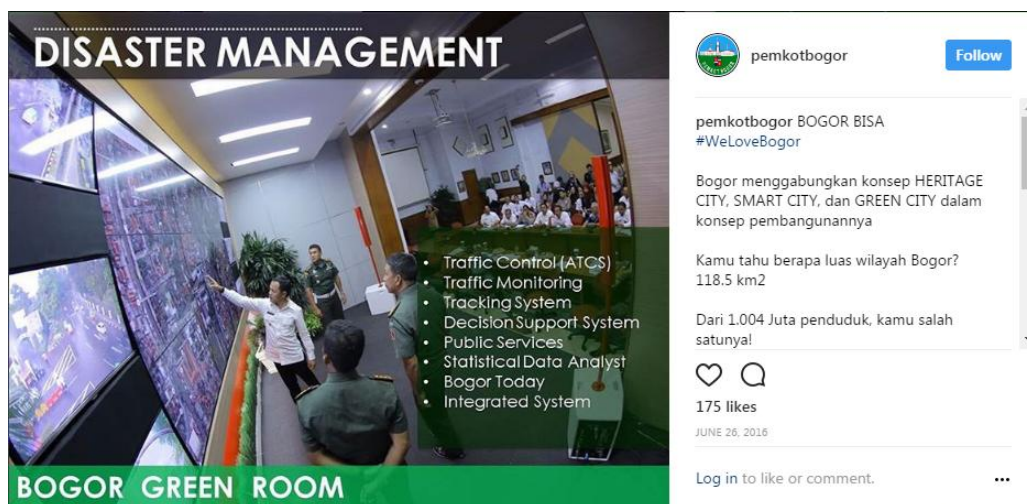 DISASTER MANAGEMENT
• Traffic Control (ATCS)
• Traffic Monitoring
• Tracking System
• Decision Support System
• Public Services
• Statistical Data Analyst
• Bogor Today
• Integrated System
BOGOR GREEN ROOM
pemkotbogor
Follow
pemkotbogor BOGOR BISA
#WeLoveBogor
Bogor menggabungkan konsep HERITAGE
CITY, SMART CITY, dan GREEN CITY dalam
konsep pembangunannya
Kamu tahu berapa luas wilayah Bogor?
118.5 km2
Dari 1.004 Juta penduduk, kamu salah
satunya!
175 likes
JUNE 26, 2016
Log in to like or comment.